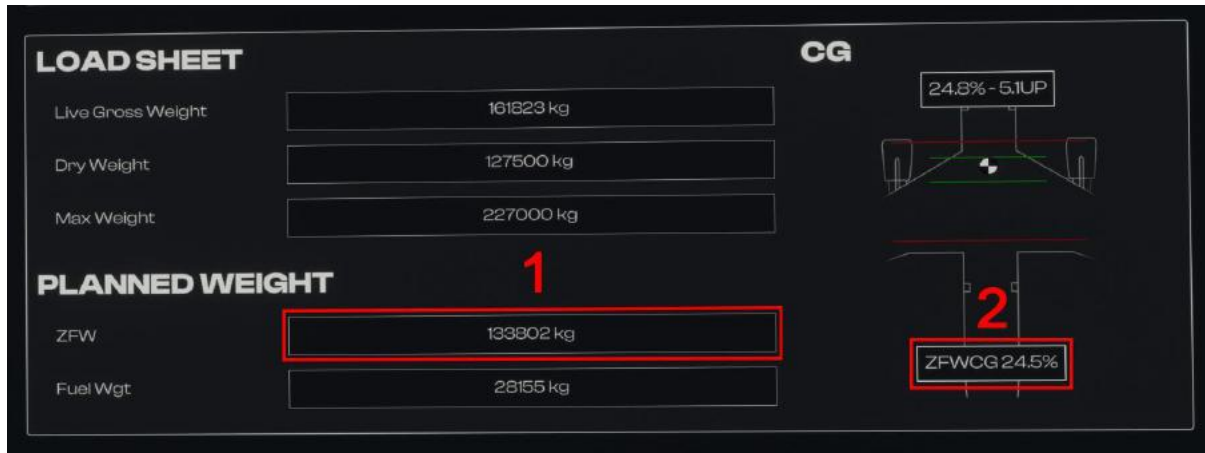 LOAD SHEET
Live Gross Weight 161823 kg
Dry Weight 127500 kg
Max Weight 227000 kg
PLANNED WEIGHT
1
ZFW 133802 kg
Fuel Wgt 28155 kg
CG
24.8% - 5.1UP
2
ZFWCG 24.5%